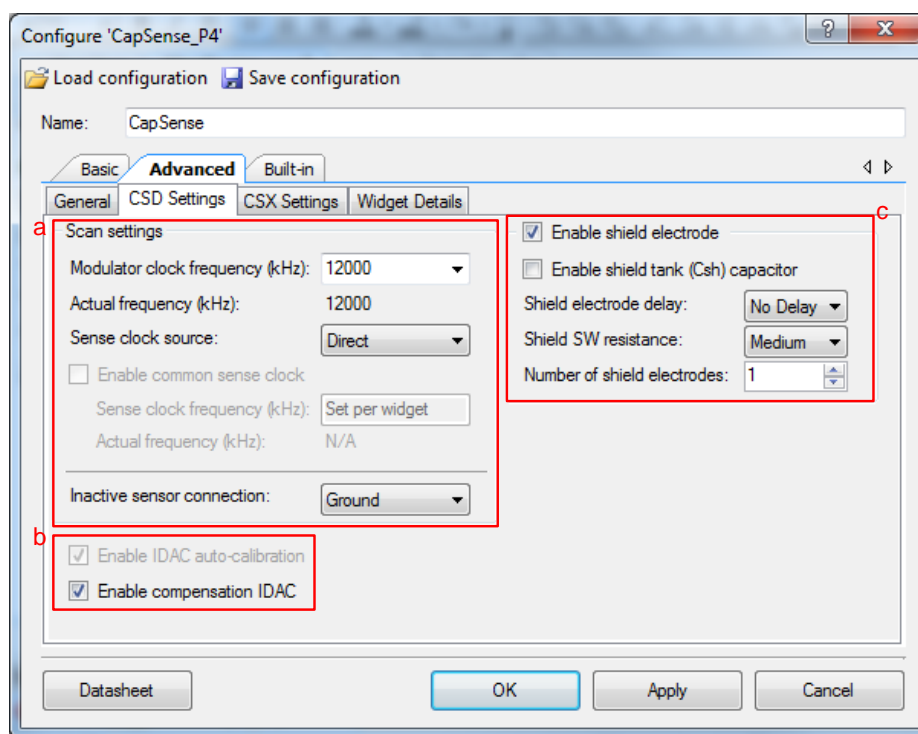 Configure 'CapSense_P4'
Load configuration Save configuration
Name: CapSense
Basic Advanced Built-in
General CSD Settings CSX Settings Widget Details
a
Scan settings
Modulator clock frequency (kHz): 12000
Actual frequency (kHz): 12000
Sense clock source: Direct
Enable common sense clock
Sense clock frequency (kHz): Set per widget
Actual frequency (kHz): N/A
Inactive sensor connection: Ground
b
Enable IDAC auto-calibration
Enable compensation IDAC
c
Enable shield electrode
Enable shield tank (Csh) capacitor
Shield electrode delay: No Delay
Shield SW resistance: Medium
Number of shield electrodes: 1
Datasheet OK Apply Cancel